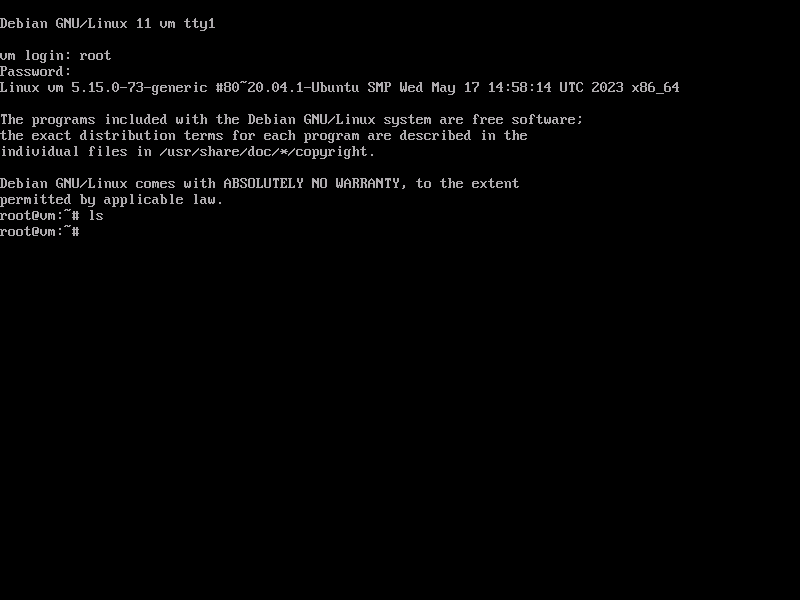 Debian GNU/Linux 11 vm tty1
vm login: root
Password:
Linux vm 5.15.0-73-generic #80~20.04.1-Ubuntu SMP Wed May 17 14:58:14 UTC 2023 x86_64
The programs included with the Debian GNU/Linux system are free software;
the exact distribution terms for each program are described in the
individual files in /usr/share/doc/*/copyright.
Debian GNU/Linux comes with ABSOLUTELY NO WARRANTY, to the extent
permitted by applicable law.
root@vm:~# ls
root@vm:~#